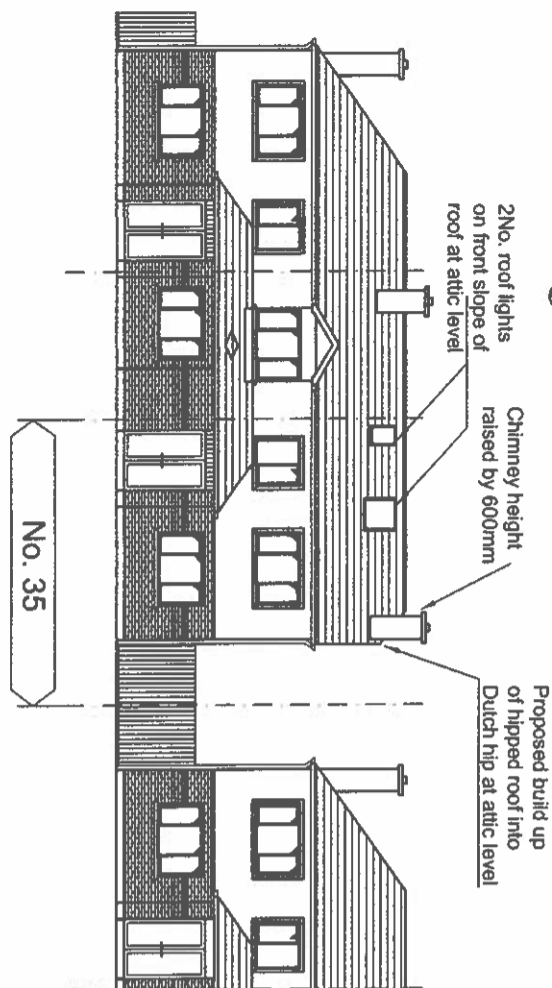 2No. roof lights
on front slope of
roof at attic level
Chimney height
raised by 600mm
Proposed build up
of hipped roof into
Dutch hip at attic level
No. 35